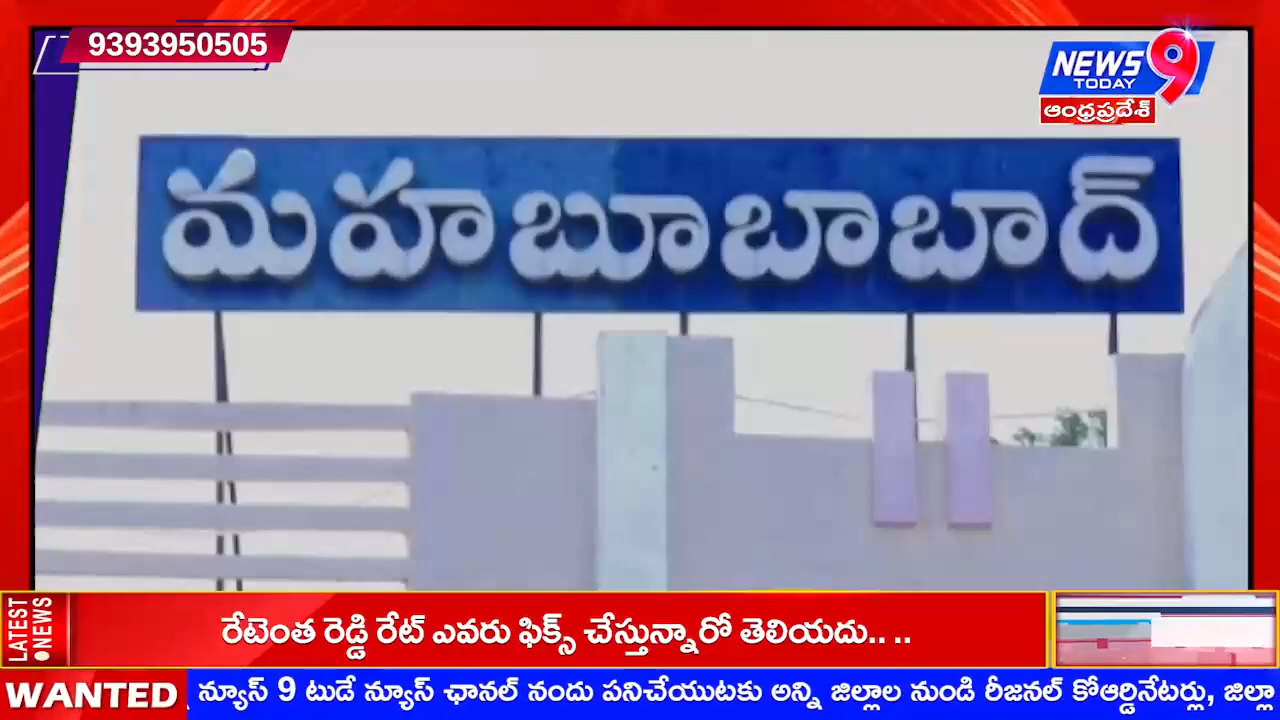 9393950505
NEWS 9
TODAY
ఆంధ్రప్రదేశ్
మహబూబాబాద్
LATEST
NEWS
రేటెంత రెడ్డి రేట్ ఎవరు ఫిక్స్ చేస్తున్నారో తెలియదు.. ..
WANTED
న్యూస్ 9 టుడే న్యూస్ ఛానల్ నందు పనిచేయుటకు అన్ని జిల్లాల నుండి రీజనల్ కోఆర్డినేటర్లు, జిల్లా